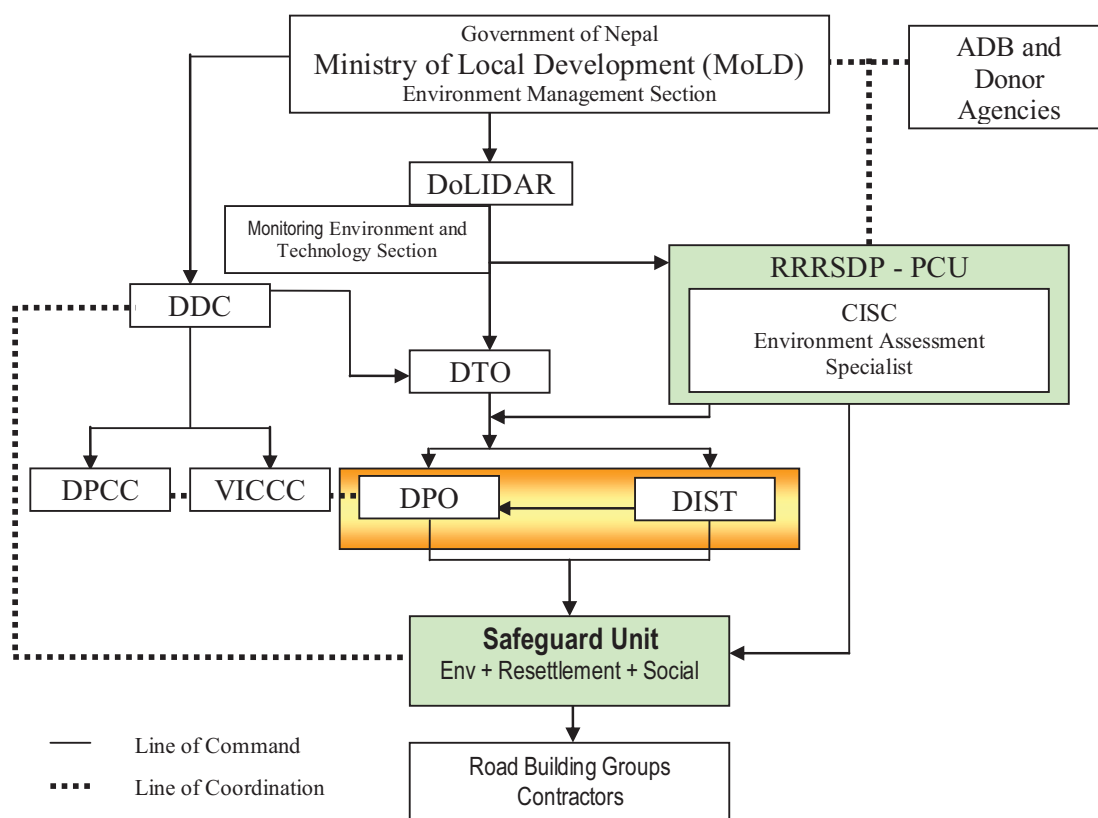 Government of Nepal
Ministry of Local Development (MoLD)
Environment Management Section
ADB and
Donor
Agencies
DoLIDAR
Monitoring Environment and
Technology Section
RRRSDP - PCU
CISC
Environment Assessment
Specialist
DDC
DTO
DPCC
VICCC
DPO
DIST
Safeguard Unit
Env + Resettlement + Social
Line of Command
Line of Coordination
Road Building Groups
Contractors